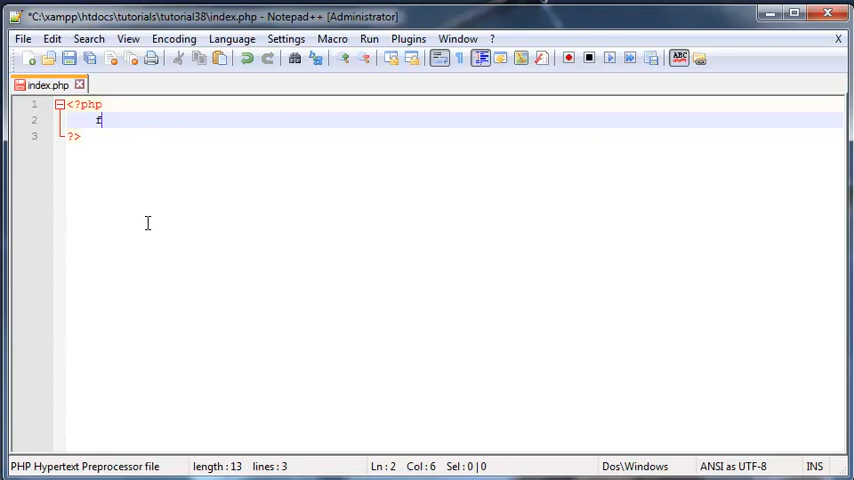 *C:\xampp\htdocs\tutorials\tutorial38\index.php - Notepad++ [Administrator]
File Edit Search View Encoding Language Settings Macro Run Plugins Window ? X
ABC
index.php
1 <?php
2 f
3 ?>
PHP Hypertext Preprocessor file length : 13 lines : 3 Ln : 2 Col : 6 Sel : 0 | 0 Dos\Windows ANSI as UTF-8 INS